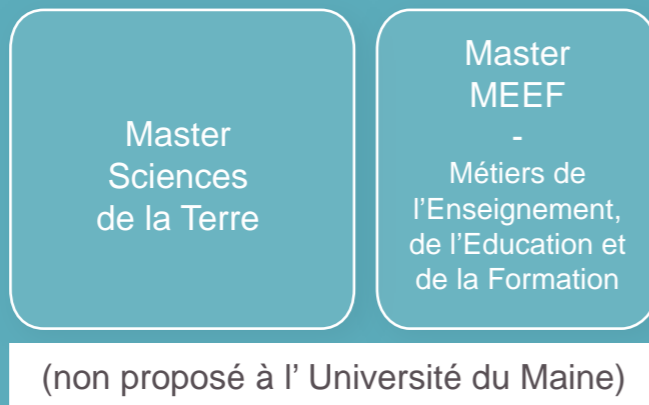 Master
Sciences
de la Terre
Master
MEEF
-
Métiers de
l'Enseignement,
de l'Education et
de la Formation
(non proposé à l' Université du Maine)